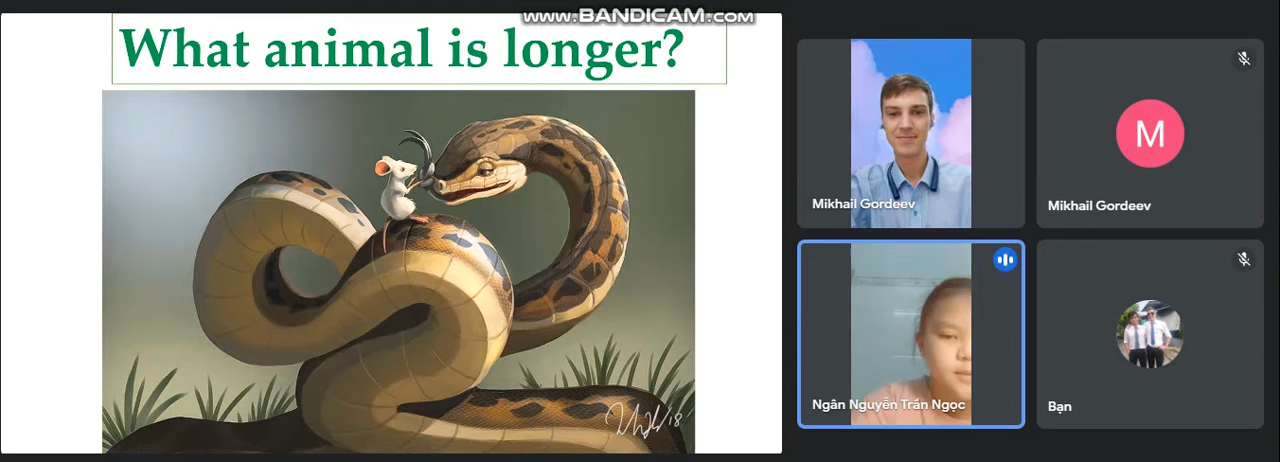 www.BANDICAM.com
What animal is longer?
Mikhail Gordeev
M
Mikhail Gordeev
Ngân Nguyễn Trần Ngọc
Bạn